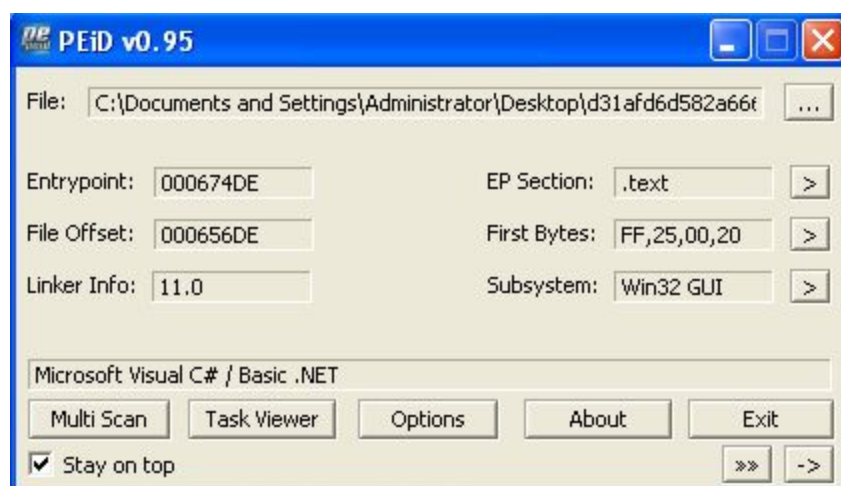 PEiD v0.95
File: C:\Documents and Settings\Administrator\Desktop\d31afd6d582a666 ...
Entrypoint: 000674DE EP Section: .text >
File Offset: 000656DE First Bytes: FF,25,00,20 >
Linker Info: 11.0 Subsystem: Win32 GUI >
Microsoft Visual C# / Basic .NET
Multi Scan Task Viewer Options About Exit
Stay on top »» ->